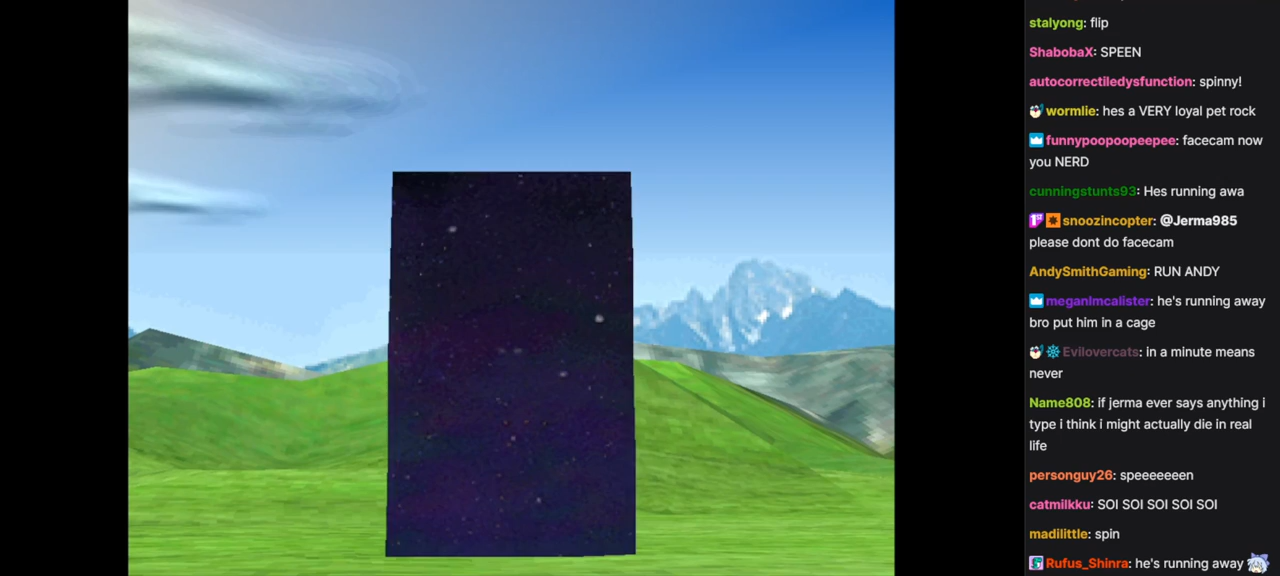 stalyong: flip
ShabobaX: SPEEN
autocorrectiledysfunction: spinny!
wormlie: hes a VERY loyal pet rock
funnypoopoopeepee: facecam now
you NERD
cunningstunts93: Hes running awa
snoozincopter: @Jerma985
please dont do facecam
AndySmithGaming: RUN ANDY
meganlmcalister: he's running away
bro put him in a cage
Evilovercats: in a minute means
never
Name808: if jerma ever says anything i
type i think i might actually die in real
life
personguy26: speeeeeeen
catmilkku: SOI SOI SOI SOI SOI
madilittle: spin
Rufus_Shinra: he's running away